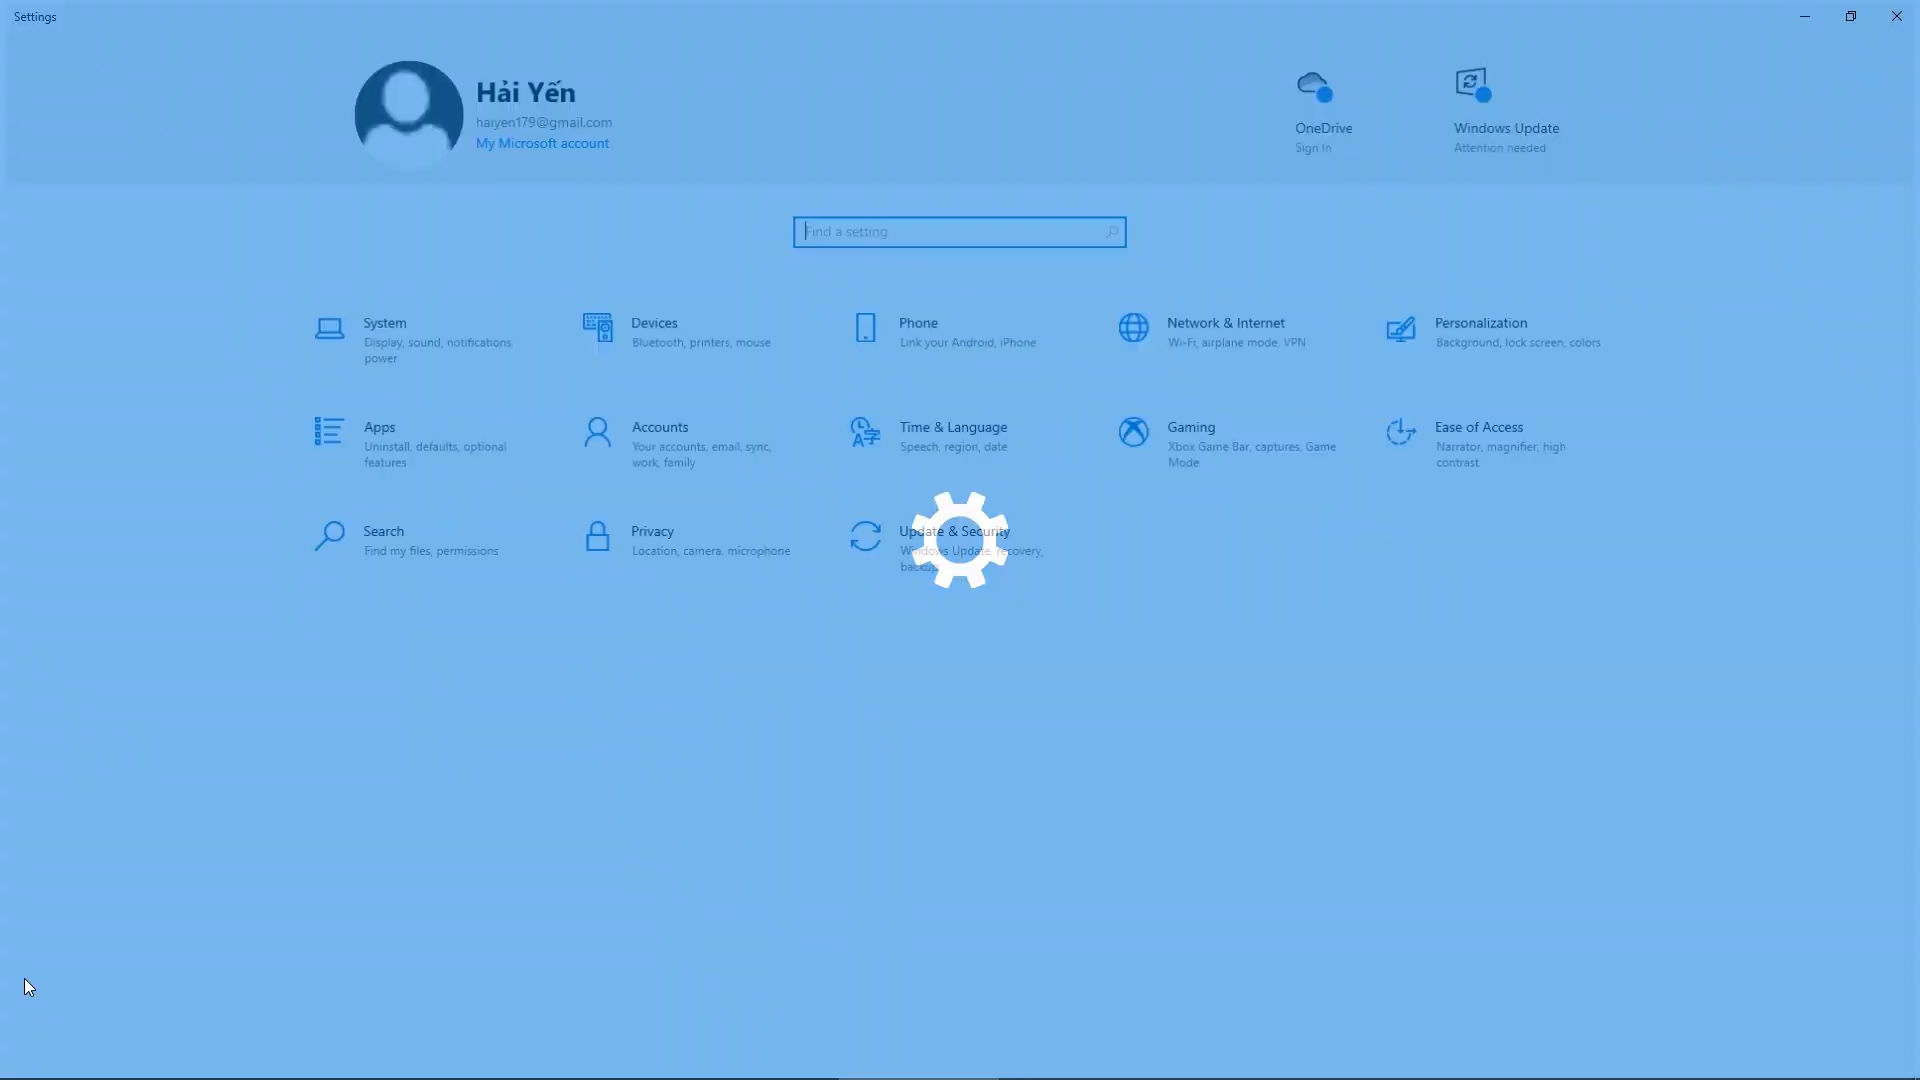 Settings
Hải Yến
haiyen179@gmail.com
My Microsoft account
OneDrive
Sign In
Windows Update
Attention needed
Find a setting
System
Display, sound, notifications
power
Devices
Bluetooth, printers, mouse
Phone
Link your Android, iPhone
Network & Internet
Wi-Fi, airplane mode, VPN
Personalization
Background, lock screen, colors
Apps
Uninstall, defaults, optional
features
Accounts
Your accounts, email, sync,
work, family
Time & Language
Speech, region, date
Gaming
Xbox Game Bar, captures, Game
Mode
Ease of Access
Narrator, magnifier, high
contrast
Search
Find my files, permissions
Privacy
Location, camera, microphone
Update & Security
Windows Update, recovery,
backup